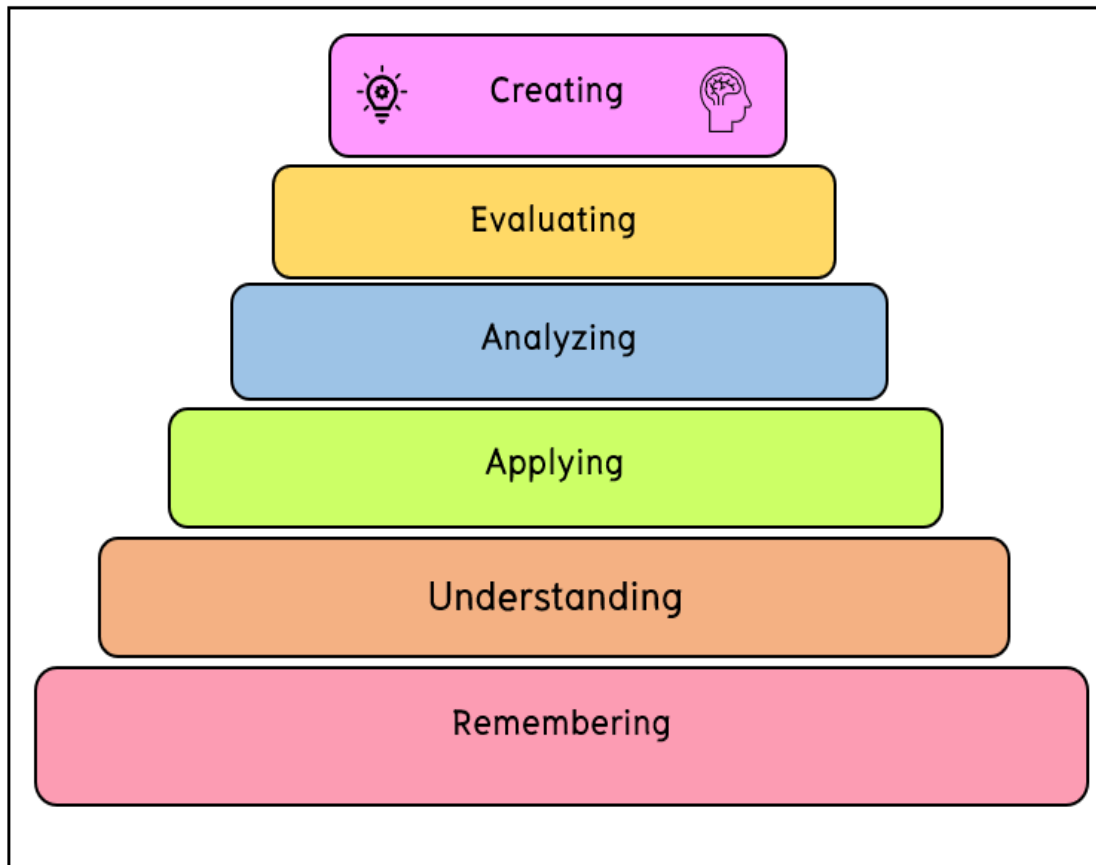 Creating
Evaluating
Analyzing
Applying
Understanding
Remembering